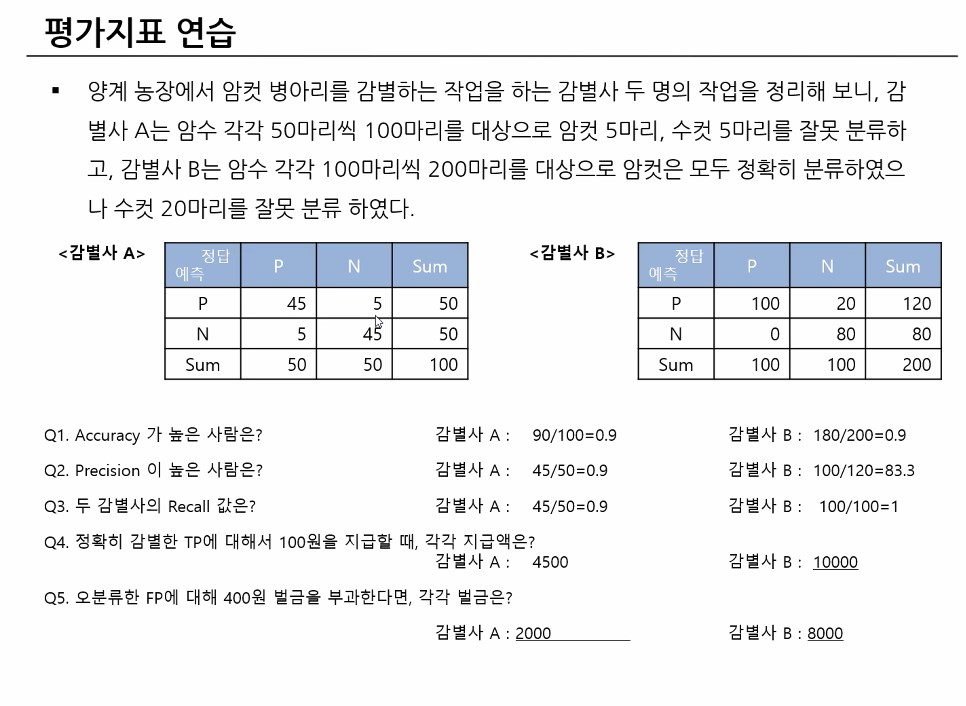 평가지표 연습
▪ 양계 농장에서 암컷 병아리를 감별하는 작업을 하는 감별사 두 명의 작업을 정리해 보니, 감
별사 A는 암수 각각 50마리씩 100마리를 대상으로 암컷 5마리, 수컷 5마리를 잘못 분류하
고, 감별사 B는 암수 각각 100마리씩 200마리를 대상으로 암컷은 모두 정확히 분류하였으
나 수컷 20마리를 잘못 분류 하였다.
<감별사 A>
정답
예측 P N Sum
P 45 5 50
N 5 45 50
Sum 50 50 100
<감별사 B>
정답
예측 P N Sum
P 100 20 120
N 0 80 80
Sum 100 100 200
Q1. Accuracy 가 높은 사람은? 감별사 A : 90/100=0.9 감별사 B : 180/200=0.9
Q2. Precision 이 높은 사람은? 감별사 A : 45/50=0.9 감별사 B : 100/120=83.3
Q3. 두 감별사의 Recall 값은? 감별사 A : 45/50=0.9 감별사 B : 100/100=1
Q4. 정확히 감별한 TP에 대해서 100원을 지급할 때, 각각 지급액은?
감별사 A : 4500 감별사 B : 10000
Q5. 오분류한 FP에 대해 400원 벌금을 부과한다면, 각각 벌금은?
감별사 A : 2000 감별사 B : 8000